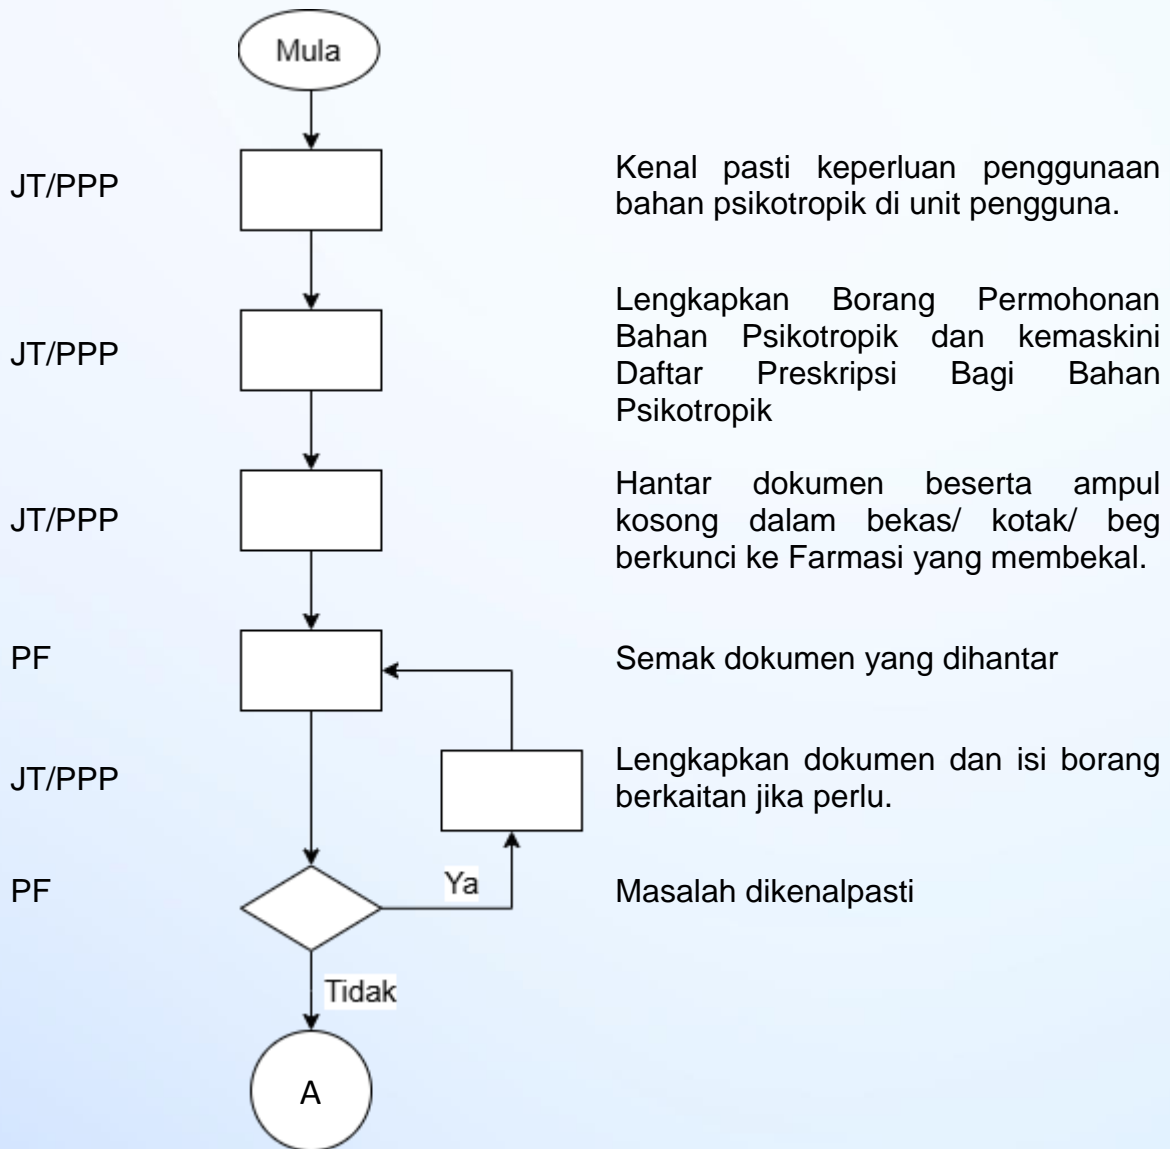 Mula
JT/PPP
Kenal pasti keperluan penggunaan
bahan psikotropik di unit pengguna.
JT/PPP
Lengkapkan Borang Permohonan
Bahan Psikotropik dan kemaskini
Daftar Preskripsi Bagi Bahan
Psikotropik
JT/PPP
Hantar dokumen beserta ampul
kosong dalam bekas/ kotak/ beg
berkunci ke Farmasi yang membekal.
PF
Semak dokumen yang dihantar
JT/PPP
Lengkapkan dokumen dan isi borang
berkaitan jika perlu.
PF
Ya
Masalah dikenalpasti
Tidak
A